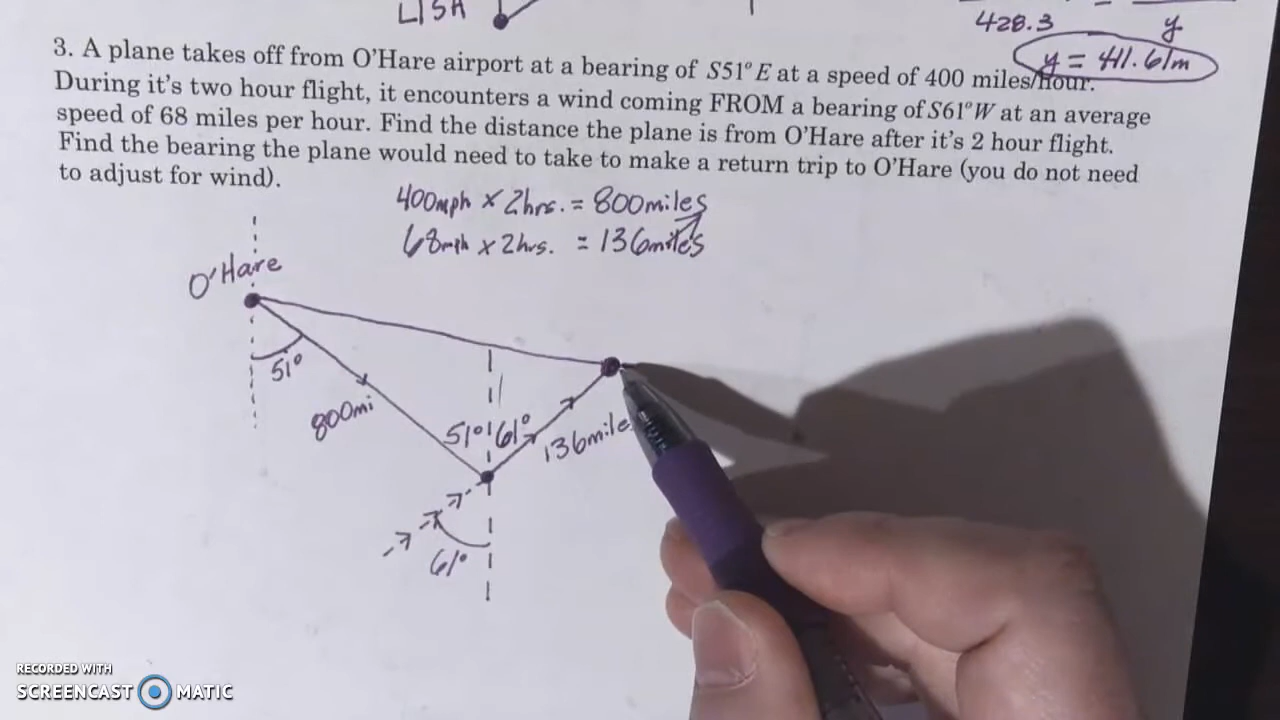 LISA
428.3
y
y = 411.61m
3. A plane takes off from O'Hare airport at a bearing of S51° E at a speed of 400 miles/hour.
During it's two hour flight, it encounters a wind coming FROM a bearing of S61° W at an average
speed of 68 miles per hour. Find the distance the plane is from O'Hare after it's 2 hour flight.
Find the bearing the plane would need to take to make a return trip to O'Hare (you do not need
to adjust for wind).
400mph × 2hrs. = 800miles
68mph × 2hrs. = 136miles
O'Hare
51°
800mi
51° 61°
136mile
61°
RECORDED WITH
SCREENCAST MATIC